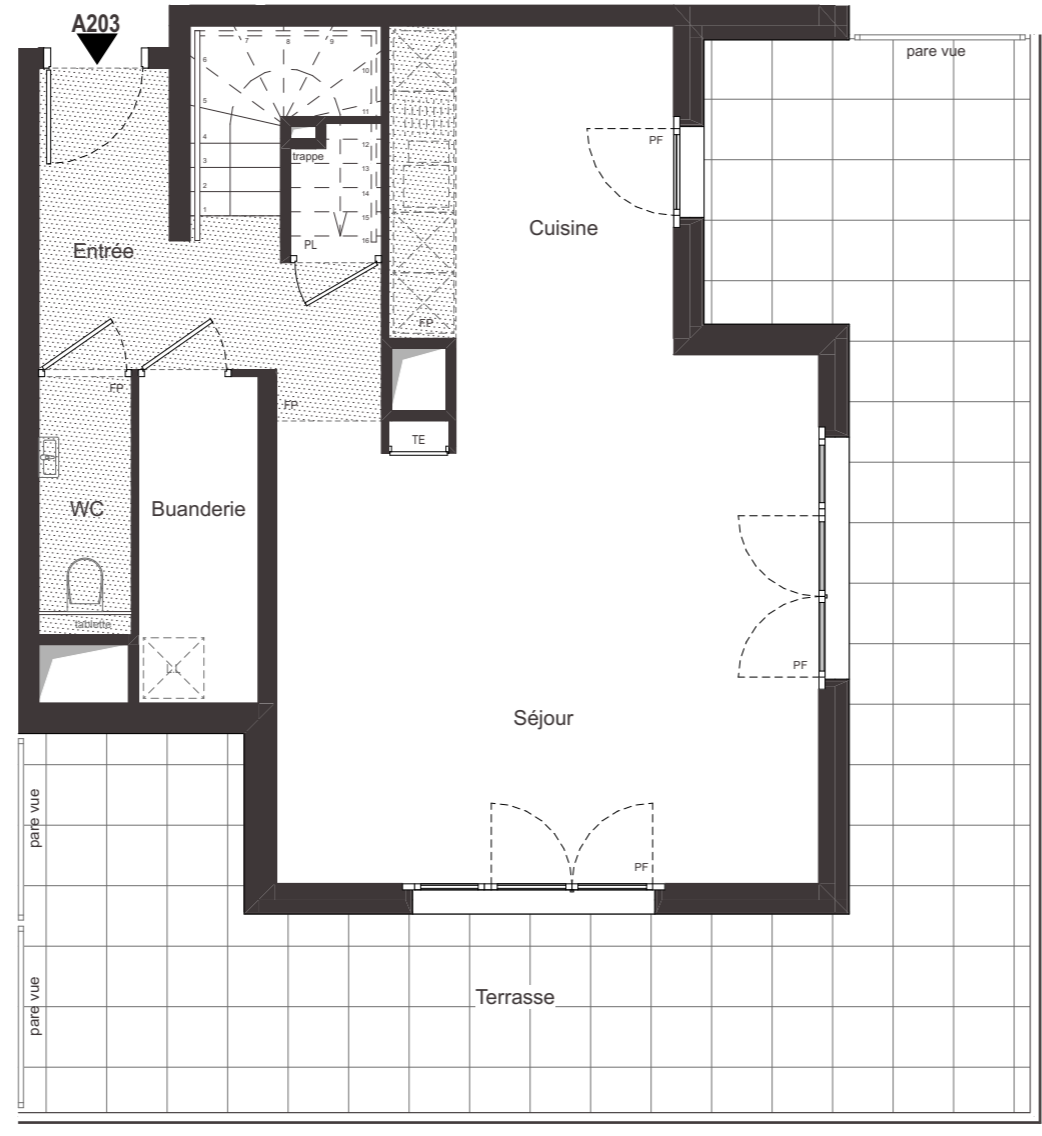 A203
pare vue
7
8
9
6
10
5
11
4
12
3
13
2
14
1
15
16
trappe
PL
PF
Cuisine
Entrée
FP
FP
FP
TE
WC
Buanderie
tablette
LL
PF
Séjour
PF
pare vue
pare vue
Terrasse